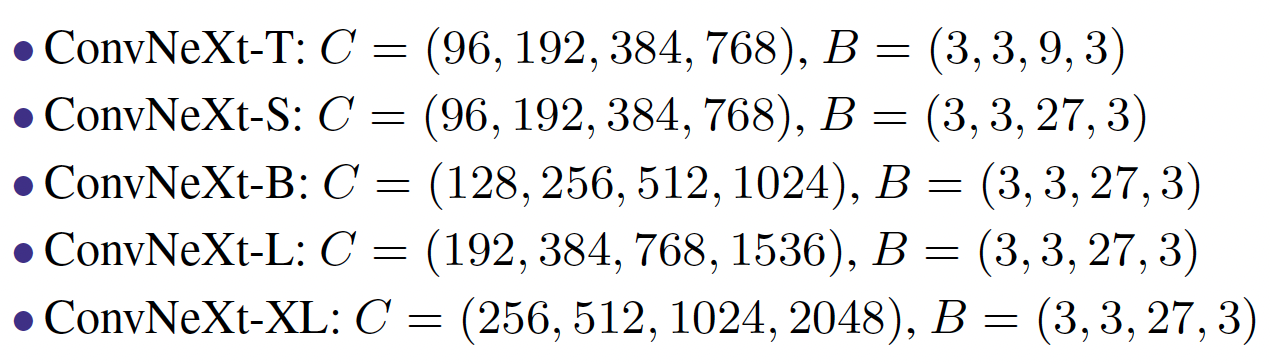 • ConvNeXt-T: C = (96, 192, 384, 768), B = (3, 3, 9, 3)
• ConvNeXt-S: C = (96, 192, 384, 768), B = (3, 3, 27, 3)
• ConvNeXt-B: C = (128, 256, 512, 1024), B = (3, 3, 27, 3)
• ConvNeXt-L: C = (192, 384, 768, 1536), B = (3, 3, 27, 3)
• ConvNeXt-XL: C = (256, 512, 1024, 2048), B = (3, 3, 27, 3)